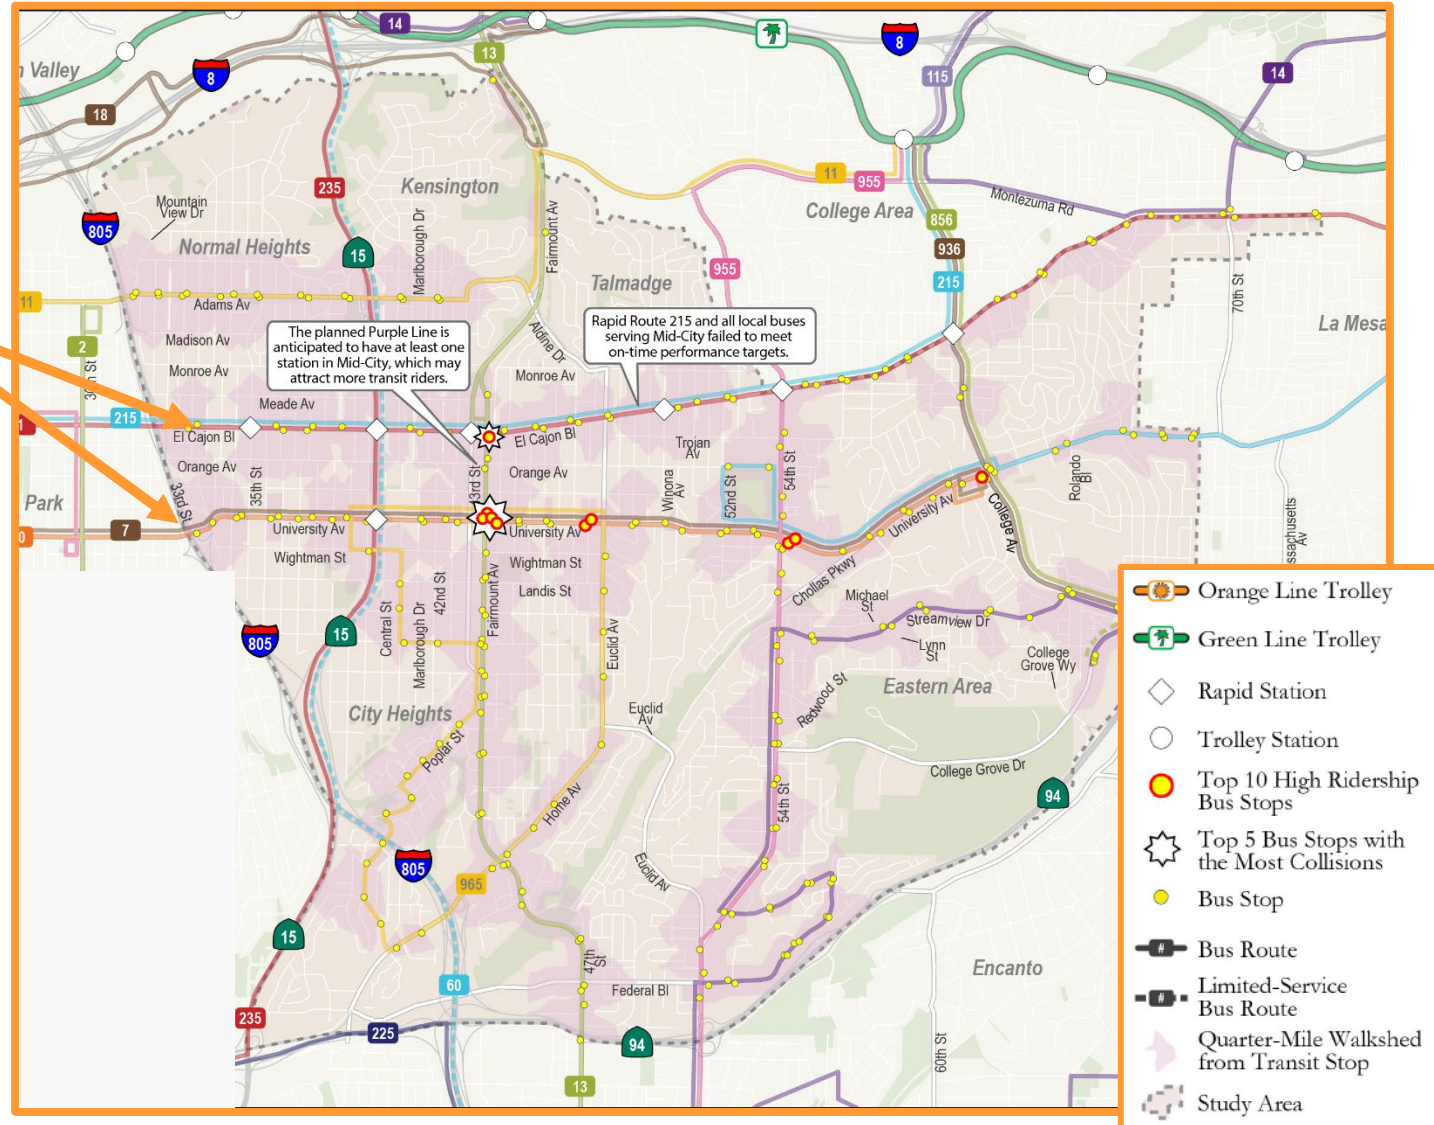 14
13
8
8
n Valley
115
14
18
235
Kensington
11
955
Mountain
View Dr
Marlborough Dr
Fairmount Av
College Area
Montezuma Rd
805
856
Normal Heights
936
15
955
215
Talmadge
70th St
11
Adams Av
The planned Purple Line is
anticipated to have at least one
station in Mid-City, which may
attract more transit riders.
Rapid Route 215 and all local buses
serving Mid-City failed to meet
on-time performance targets.
La Mesa
2
Madison Av
Aldine Dr
Monroe Av
Monroe Av
Meade Av
215
El Cajon Bl
El Cajon Bl
Trojan
Av
Orange Av
Orange Av
35th St
43rd St
Winona
Av
52nd St
54th St
Rolando
Bl
Park
33rd St
7
University Av
University Av
University Av
College Av
ssachusetts
Av
0
Wightman St
Wightman St
Landis St
Chollas Pkwy
42nd St
Central St
Marlborough Dr
Fairmount Av
Euclid Av
Michael
St
Streamview Dr
Lynn
St
College
Grove Wy
15
805
Eastern Area
Redwood St
City Heights
Euclid
Av
Poplar St
College Grove Dr
94
54th St
Home Av
805
Euclid Av
965
15
47th
St
Encanto
60
Federal Bl
235
225
94
60th St
13
Orange Line Trolley
Green Line Trolley
Rapid Station
Trolley Station
Top 10 High Ridership
Bus Stops
Top 5 Bus Stops with
the Most Collisions
Bus Stop
# Bus Route
# Limited-Service
Bus Route
Quarter-Mile Walkshed
from Transit Stop
Study Area